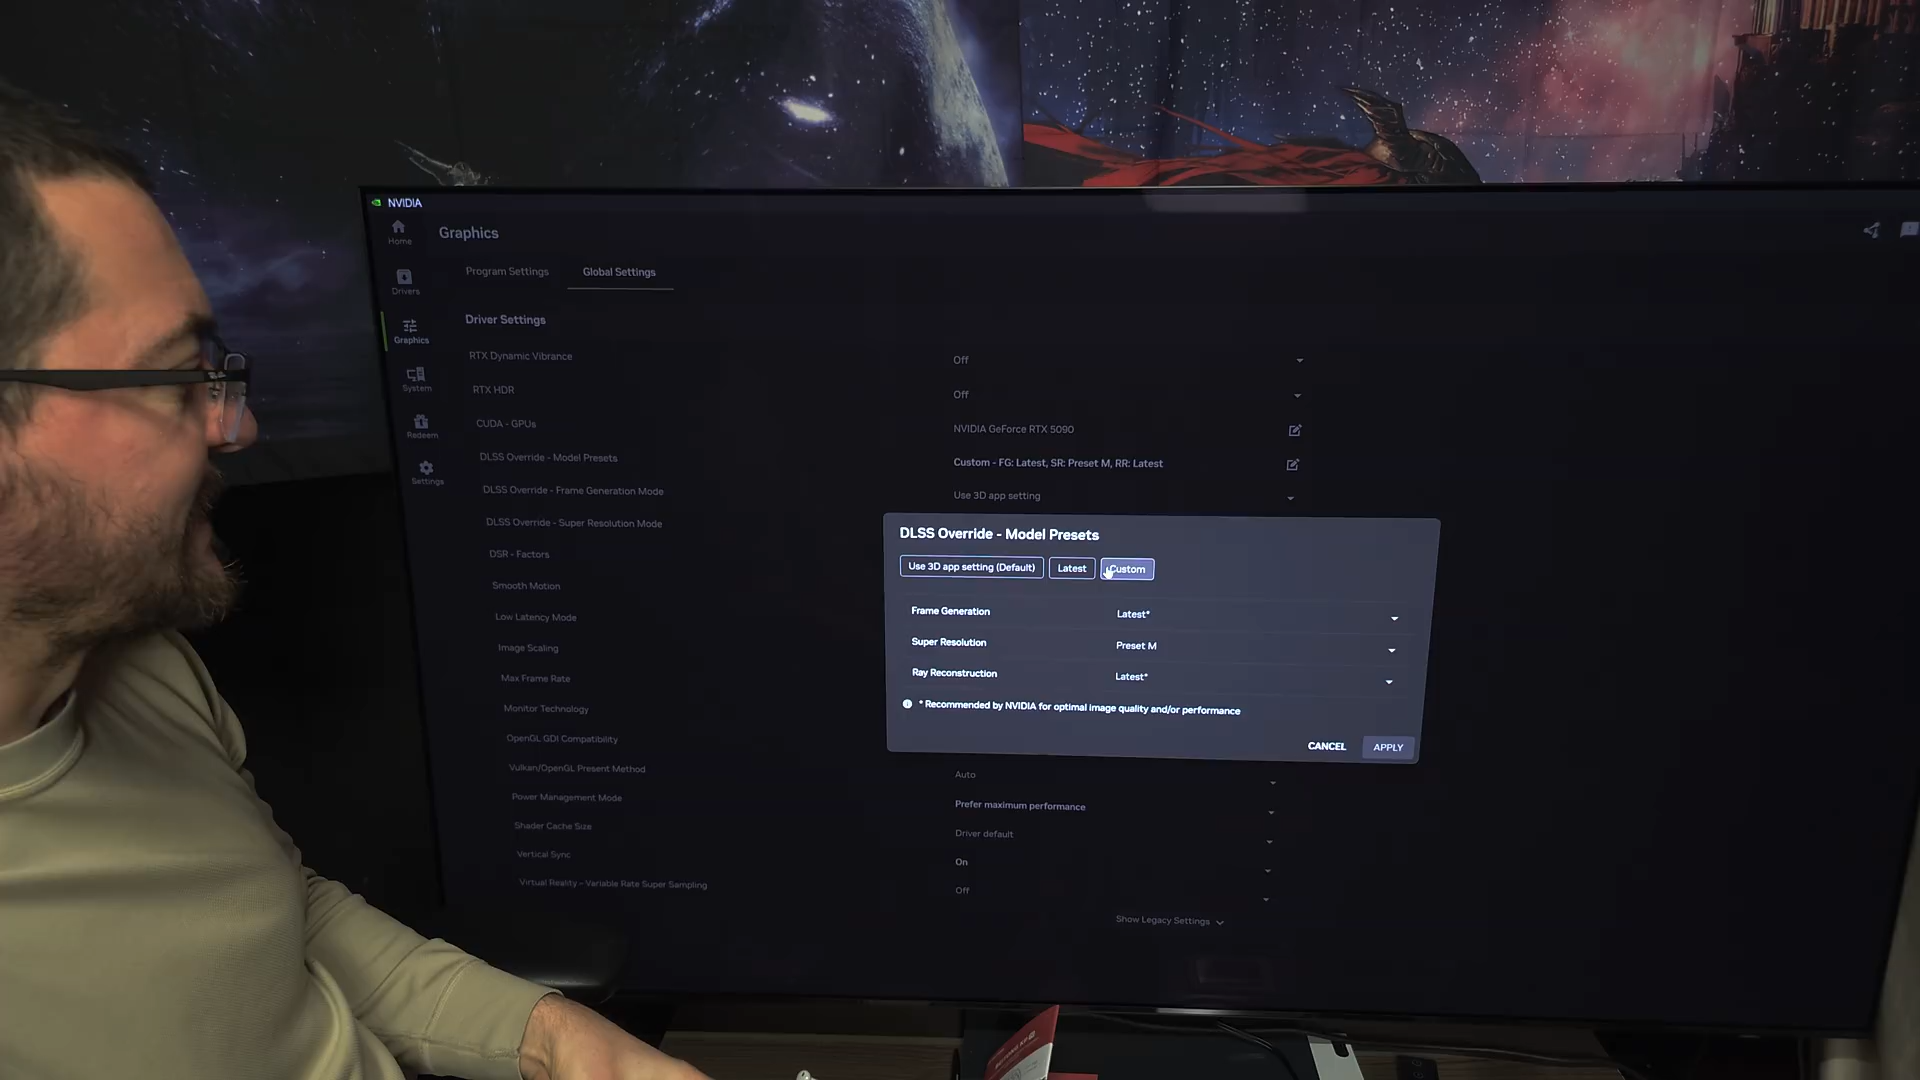 NVIDIA
Home
Graphics
Program Settings
Global Settings
Drivers
Driver Settings
Graphics
RTX Dynamic Vibrance
Off
System
RTX HDR
Off
Redeem
CUDA - GPUs
NVIDIA GeForce RTX 5090
DLSS Override - Model Presets
Custom - FG: Latest, SR: Preset M, RR: Latest
Settings
DLSS Override - Frame Generation Mode
Use 3D app setting
DLSS Override - Super Resolution Mode
DSR - Factors
Smooth Motion
Low Latency Mode
Image Scaling
Max Frame Rate
Monitor Technology
OpenGL GDI Compatibility
Vulkan/OpenGL Present Method
Auto
Power Management Mode
Prefer maximum performance
Shader Cache Size
Driver default
Vertical Sync
On
Virtual Reality - Variable Rate Super Sampling
Off
Show Legacy Settings
DLSS Override - Model Presets
Use 3D app setting (Default)
Latest
Custom
Frame Generation
Latest*
Super Resolution
Preset M
Ray Reconstruction
Latest*
* Recommended by NVIDIA for optimal image quality and/or performance
CANCEL
APPLY